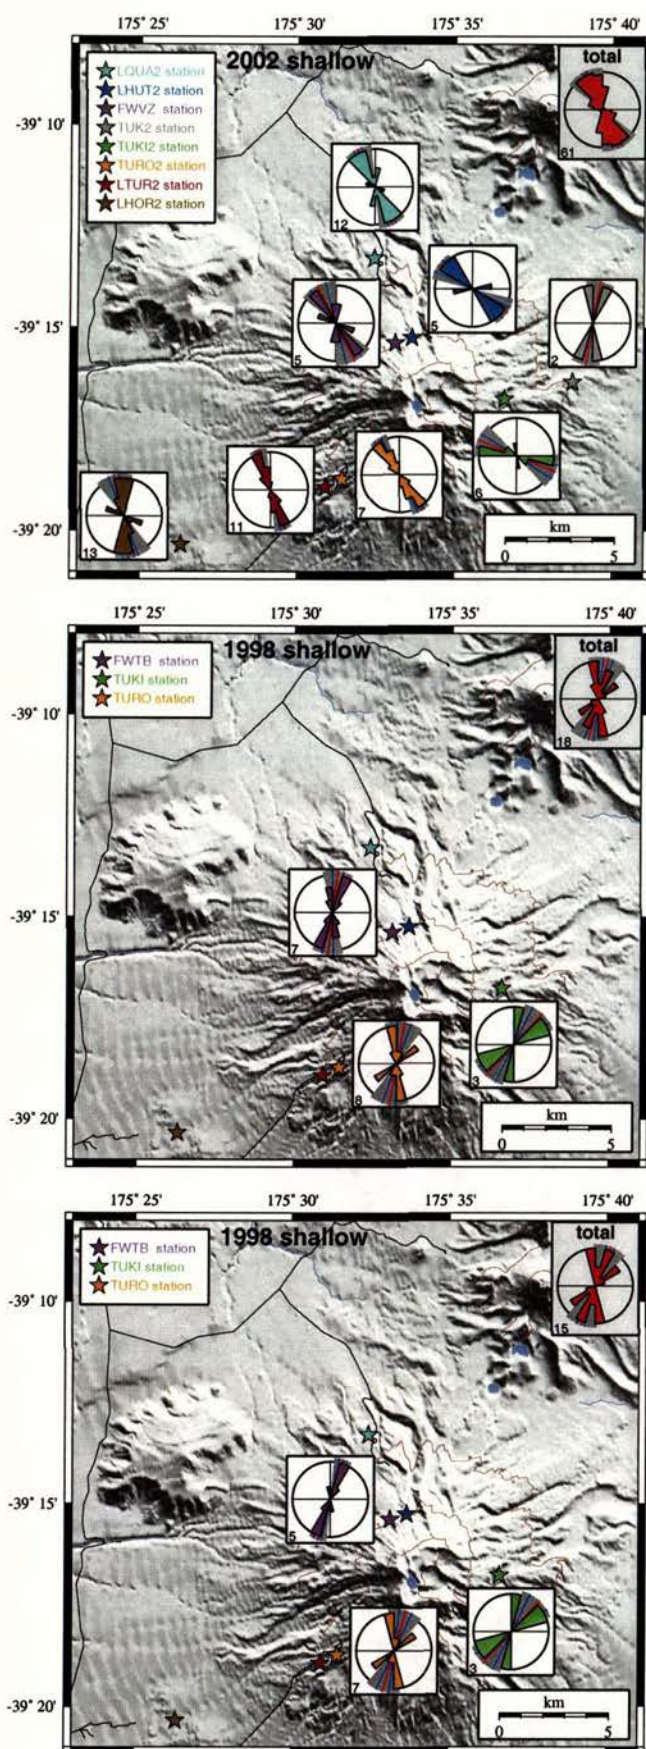 175° 25' 175° 30' 175° 35' 175° 40'
2002 shallow
total
61
LQUA2 station
LHUT2 station
FWVZ station
TUK2 station
TUKI2 station
TURO2 station
LTUR2 station
LHOR2 station
-39° 10'
12
5
5
2
-39° 15'
6
7
11
13
-39° 20'
km
0 5
175° 25' 175° 30' 175° 35' 175° 40'
1998 shallow
total
18
FWTB station
TUKI station
TURO station
-39° 10'
7
-39° 15'
3
8
-39° 20'
km
0 5
175° 25' 175° 30' 175° 35' 175° 40'
1998 shallow
total
15
FWTB station
TUKI station
TURO station
-39° 10'
5
-39° 15'
3
7
-39° 20'
km
0 5